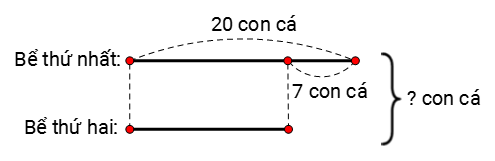 20 con cá
Bể thứ nhất:
7 con cá
? con cá
Bể thứ hai: